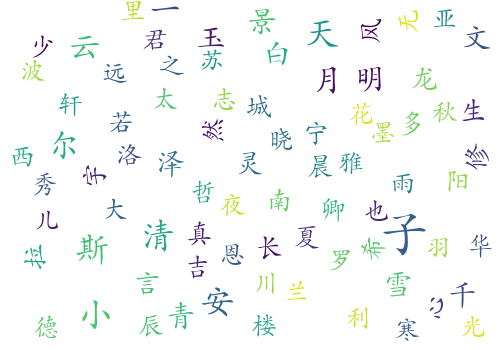 里 一 景 亚
少 云 君 玉 天 风 无 文
波 远 之 苏 白 月 明 龙
轩 太 志 城 花 秋 生
若 然 晓 宁 墨 多
西 尔 洛 泽 灵 晨 雅 修
秀 宇 哲 雨 阳
儿 大 夜 南 卿 也
拉 斯 清 真 恩 长 夏 罗 希 子 羽 华
吉
言 川 兰 雪 千
小 辰 青 安 利 心
德 楼 寒 光